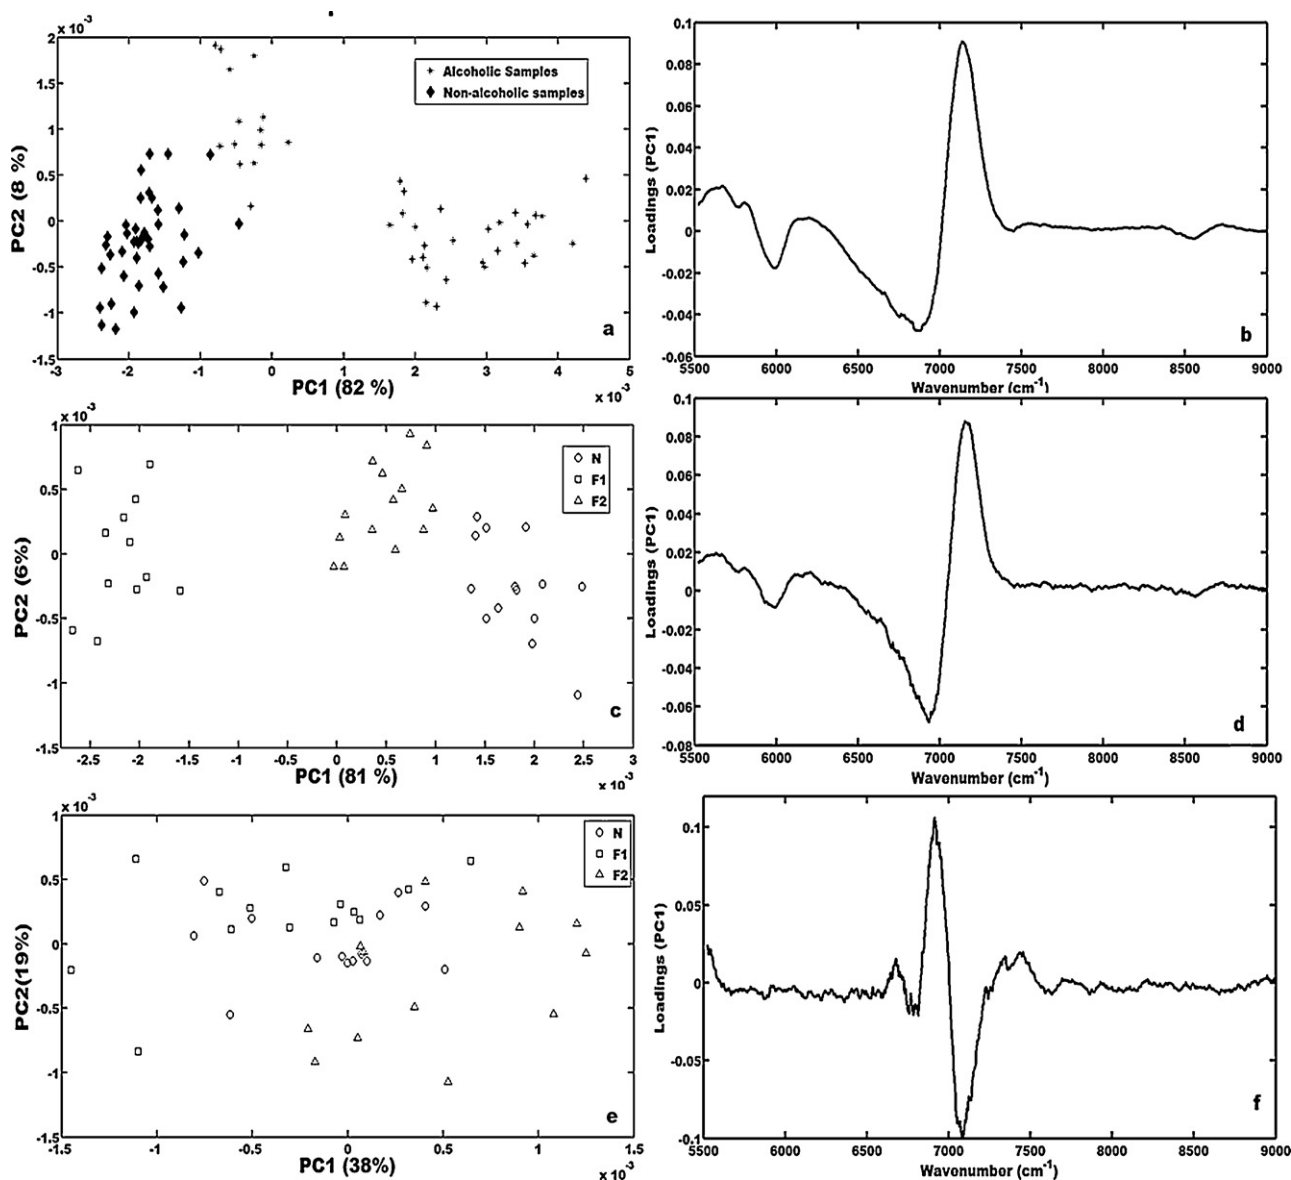 x 10⁻³
2
1.5
1
0.5
0
-0.5
-1
-1.5
PC2 (8 %)
Alcoholic Samples
Non-alcoholic samples
a
-3 -2 -1 0 1 2 3 4 5
PC1 (82 %)
x 10⁻³
0.1
0.08
0.06
0.04
0.02
0
-0.02
-0.04
-0.06
Loadings (PC1)
b
5500 6000 6500 7000 7500 8000 8500 9000
Wavenumber (cm⁻¹)
x 10⁻³
1
0.5
0
-0.5
-1
-1.5
PC2 (6%)
N
F1
F2
c
-2.5 -2 -1.5 -1 -0.5 0 0.5 1 1.5 2 2.5 3
PC1 (81 %)
x 10⁻³
0.1
0.08
0.06
0.04
0.02
0
-0.02
-0.04
-0.06
-0.08
Loadings (PC1)
d
5500 6000 6500 7000 7500 8000 8500 9000
Wavenumber (cm⁻¹)
x 10⁻³
1
0.5
0
-0.5
-1
-1.5
PC2(19%)
N
F1
F2
e
-1.5 -1 -0.5 0 0.5 1 1.5
PC1 (38%)
x 10⁻³
0.1
0.05
0
-0.05
-0.1
Loadings (PC1)
f
5500 6000 6500 7000 7500 8000 8500 9000
Wavenumber (cm⁻¹)